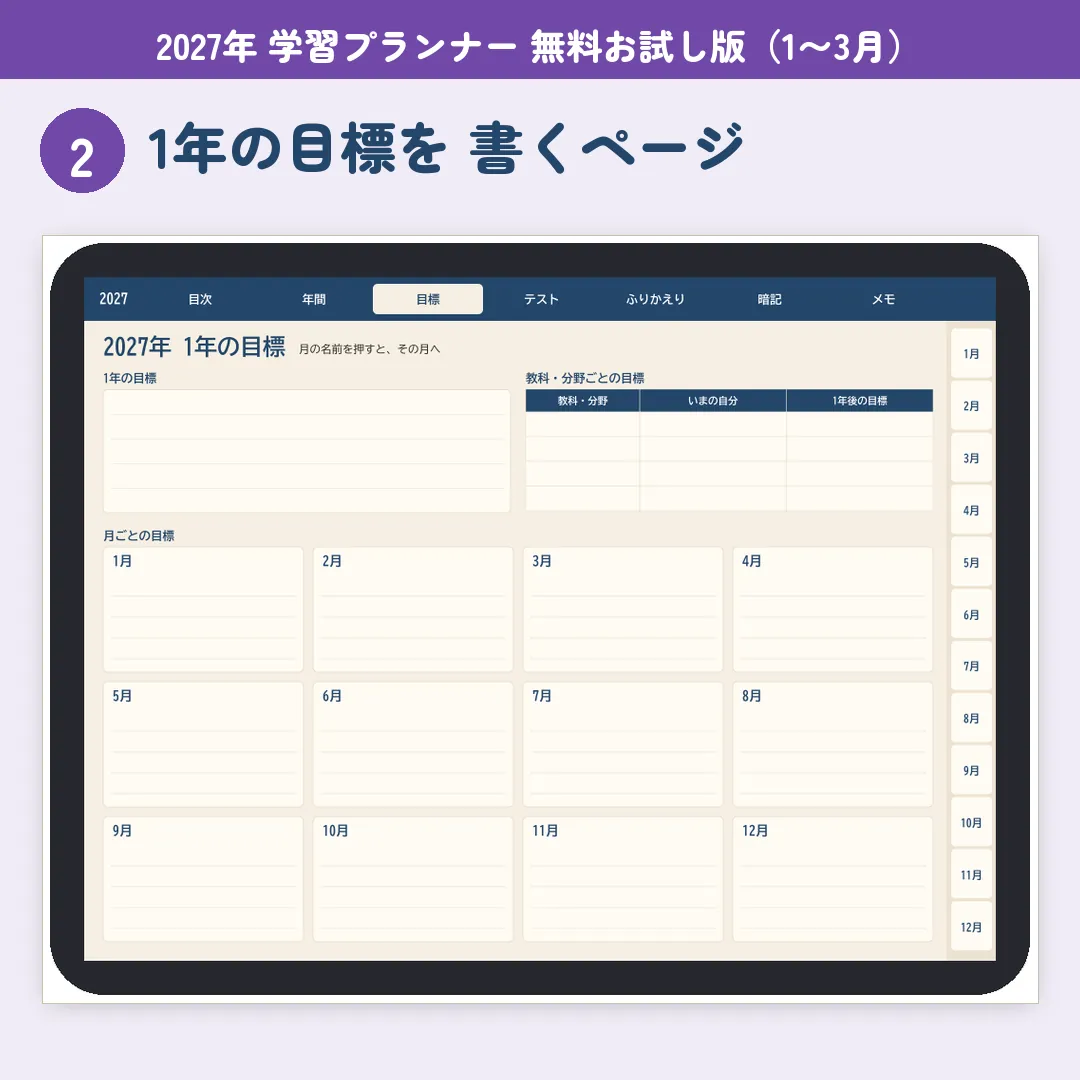 2027年 学習プランナー 無料お試し版（1〜3月）
2 1年の目標を 書くページ
2027 目次 年間 目標 テスト ふりかえり 暗記 メモ
2027年 1年の目標 月の名前を押すと、その月へ
1年の目標
教科・分野ごとの目標
教科・分野 いまの自分 1年後の目標
月ごとの目標
1月 2月 3月 4月
5月 6月 7月 8月
9月 10月 11月 12月
1月
2月
3月
4月
5月
6月
7月
8月
9月
10月
11月
12月